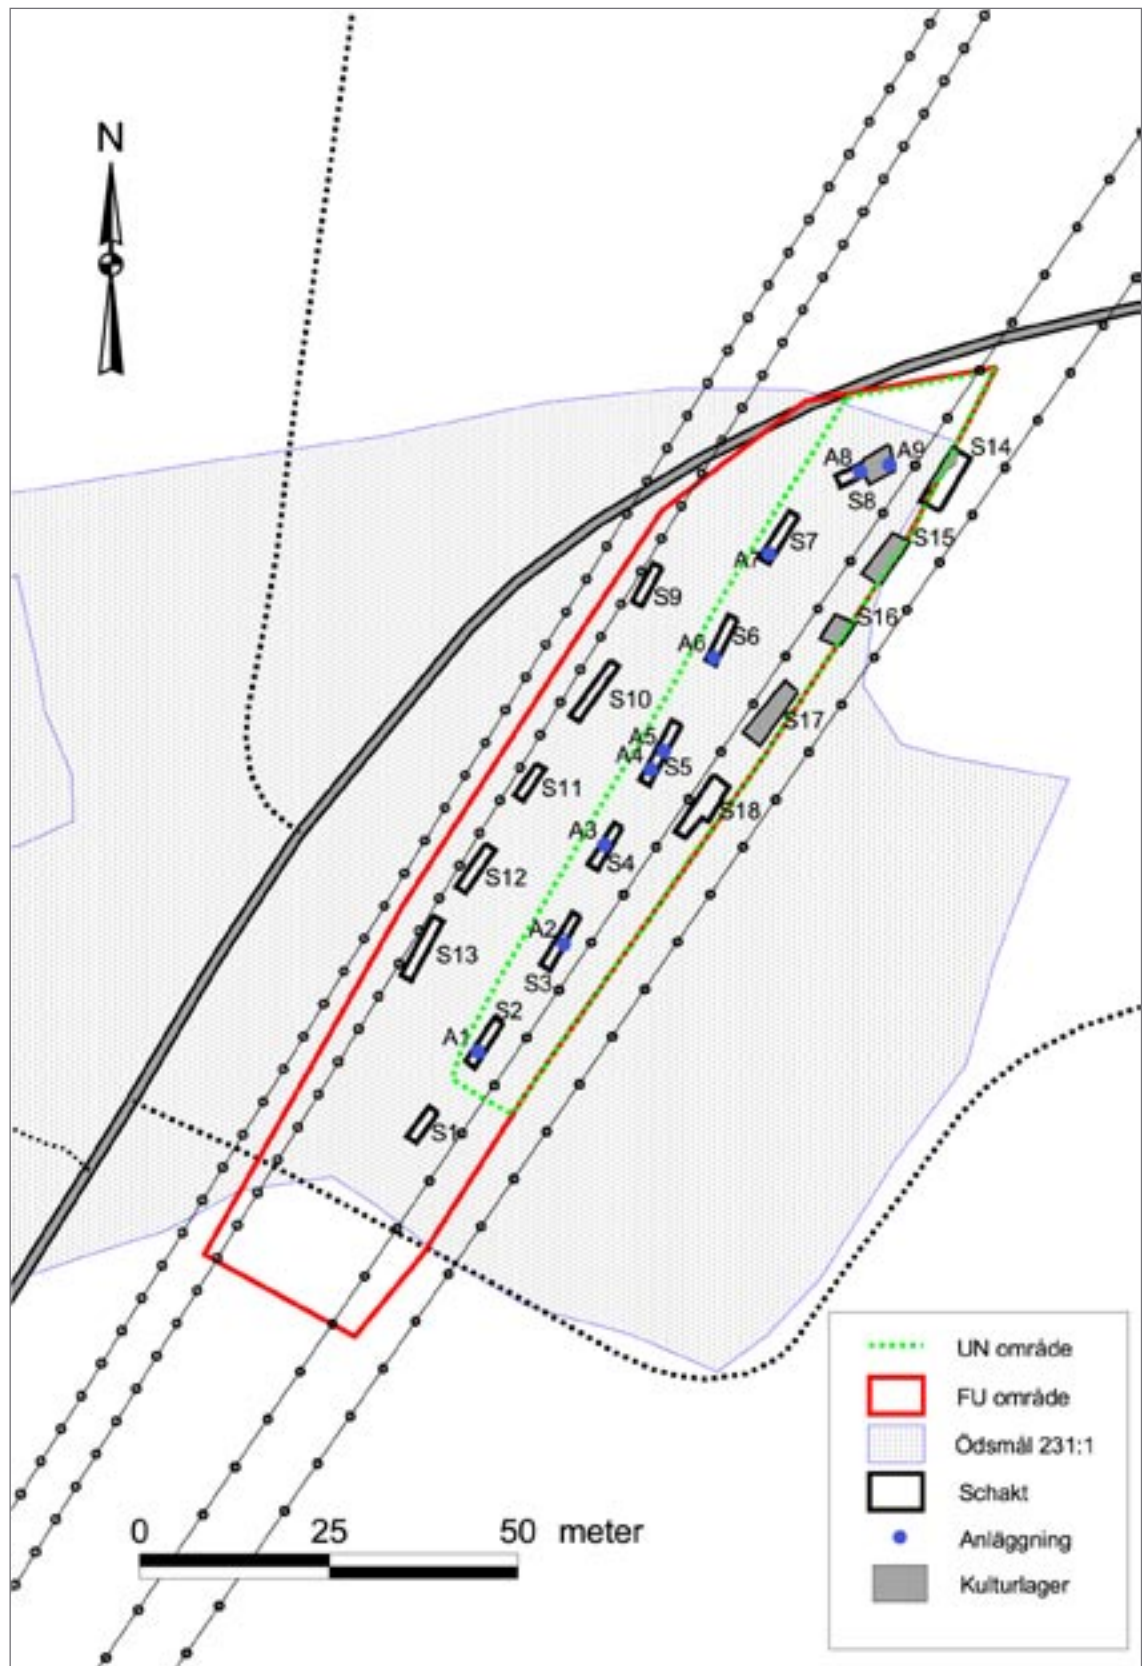 N
S14
A8
A9
S8
S7
A7
S15
S9
S16
S6
A6
S10
S17
A5
A4
S5
S11
S18
A3
S4
S12
A2
S13
S3
S2
A1
S1
UN område
FU område
Ödsmål 231:1
Schakt
Anläggning
Kulturlager
0 25 50 meter